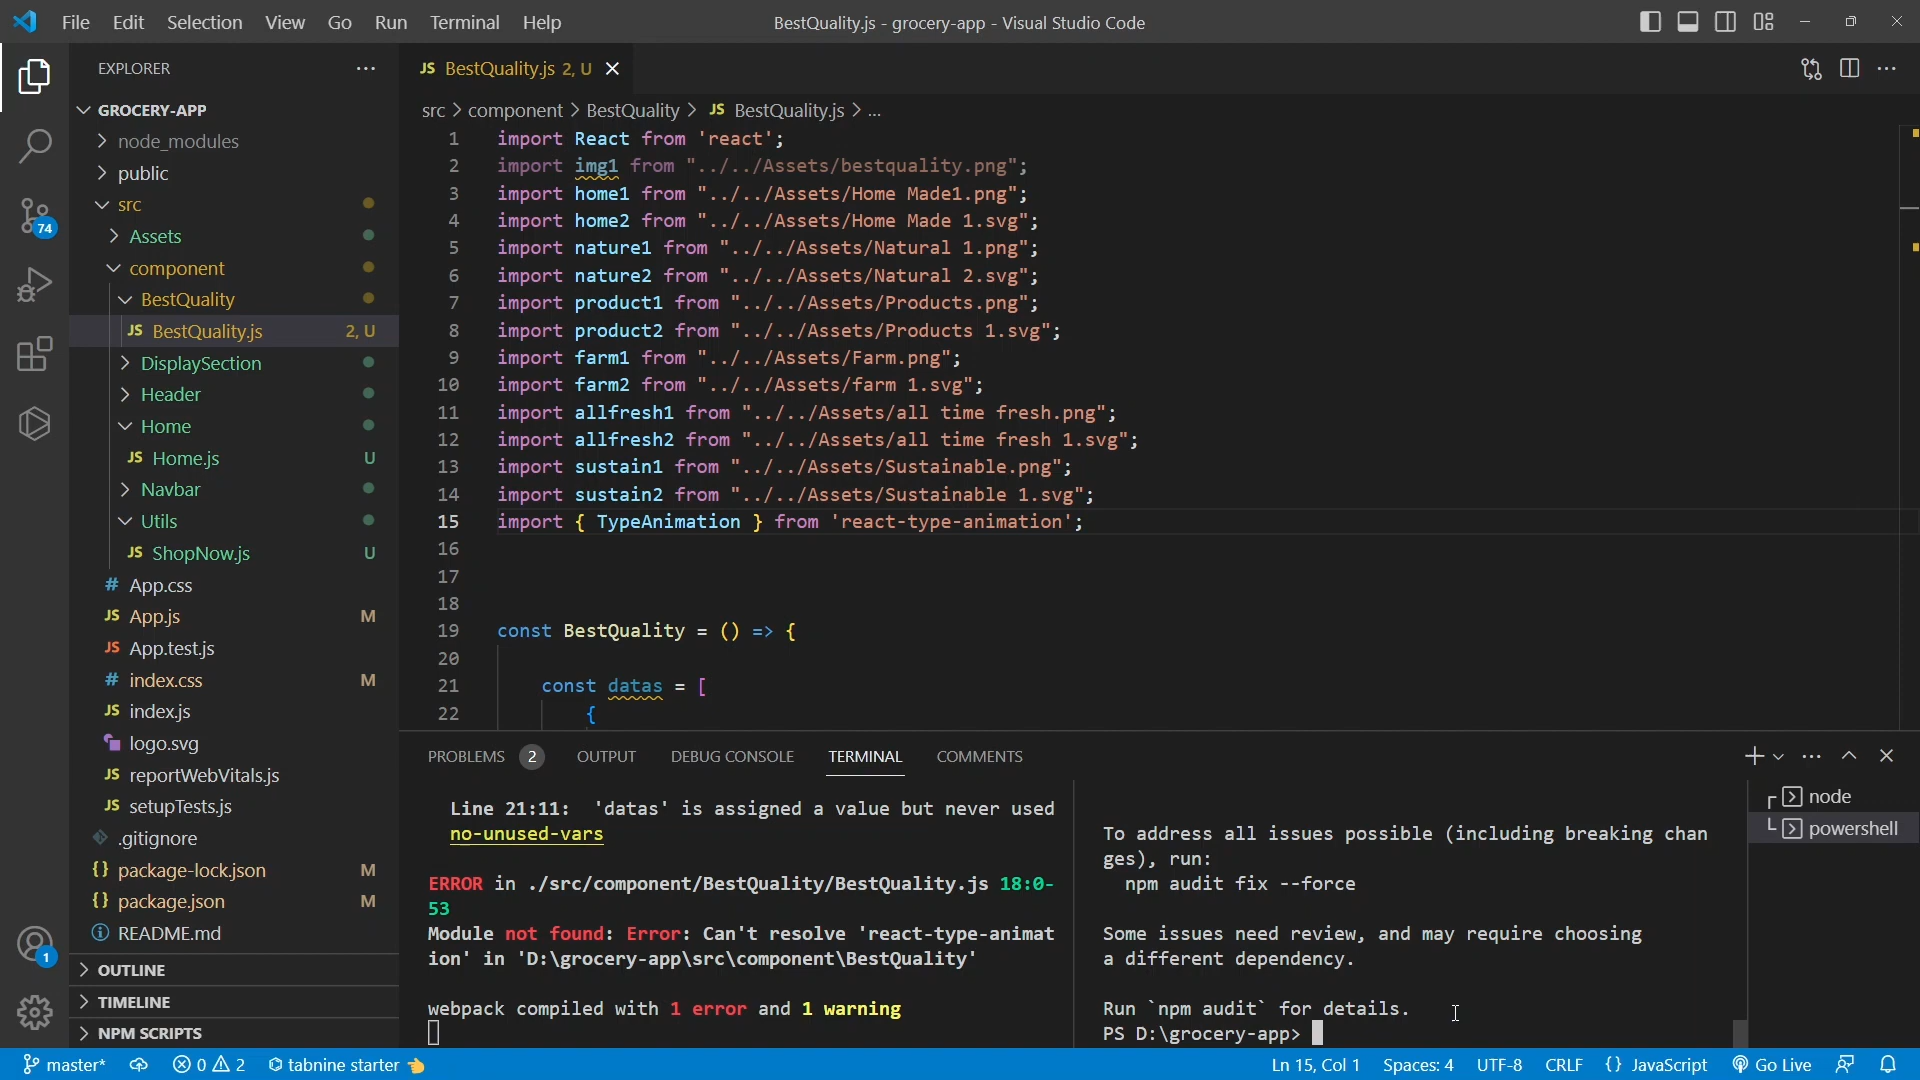 File Edit Selection View Go Run Terminal Help
BestQuality.js - grocery-app - Visual Studio Code
EXPLORER
GROCERY-APP
node_modules
public
src
Assets
component
BestQuality
JS BestQuality.js 2, U
DisplaySection
Header
Home
JS Home.js U
Navbar
Utils
JS ShopNow.js U
# App.css
JS App.js M
JS App.test.js
# index.css M
JS index.js
logo.svg
JS reportWebVitals.js
JS setupTests.js
.gitignore
{} package-lock.json M
{} package.json M
README.md
OUTLINE
TIMELINE
NPM SCRIPTS
74
1
JS BestQuality.js 2, U
src > component > BestQuality > JS BestQuality.js > ...
1 import React from 'react';
2 import img1 from "../../Assets/bestquality.png";
3 import home1 from "../../Assets/Home Made1.png";
4 import home2 from "../../Assets/Home Made 1.svg";
5 import nature1 from "../../Assets/Natural 1.png";
6 import nature2 from "../../Assets/Natural 2.svg";
7 import product1 from "../../Assets/Products.png";
8 import product2 from "../../Assets/Products 1.svg";
9 import farm1 from "../../Assets/Farm.png";
10 import farm2 from "../../Assets/farm 1.svg";
11 import allfresh1 from "../../Assets/all time fresh.png";
12 import allfresh2 from "../../Assets/all time fresh 1.svg";
13 import sustain1 from "../../Assets/Sustainable.png";
14 import sustain2 from "../../Assets/Sustainable 1.svg";
15 import { TypeAnimation } from 'react-type-animation';
16
17
18
19 const BestQuality = () => {
20
21 const datas = [
22 {
PROBLEMS 2 OUTPUT DEBUG CONSOLE TERMINAL COMMENTS
Line 21:11: 'datas' is assigned a value but never used
no-unused-vars
ERROR in ./src/component/BestQuality/BestQuality.js 18:0-
53
Module not found: Error: Can't resolve 'react-type-animat
ion' in 'D:\grocery-app\src\component\BestQuality'
webpack compiled with 1 error and 1 warning
To address all issues possible (including breaking chan
ges), run:
npm audit fix --force
Some issues need review, and may require choosing
a different dependency.
Run `npm audit` for details.
PS D:\grocery-app>
node
powershell
master* 0 2 tabnine starter Ln 15, Col 1 Spaces: 4 UTF-8 CRLF {} JavaScript Go Live